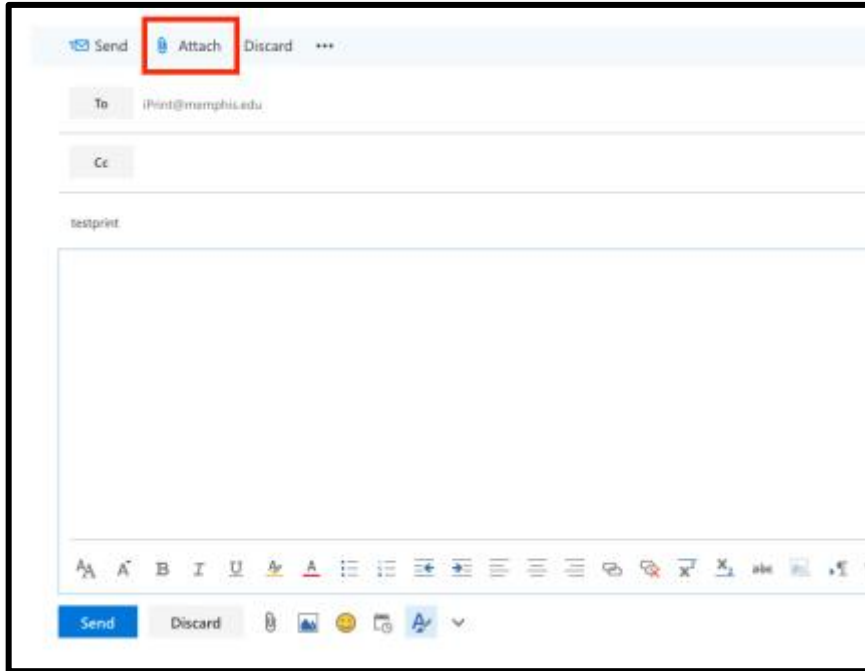 Send Attach Discard ...
To iPrint@memphis.edu
Cc
testprint
Send Discard